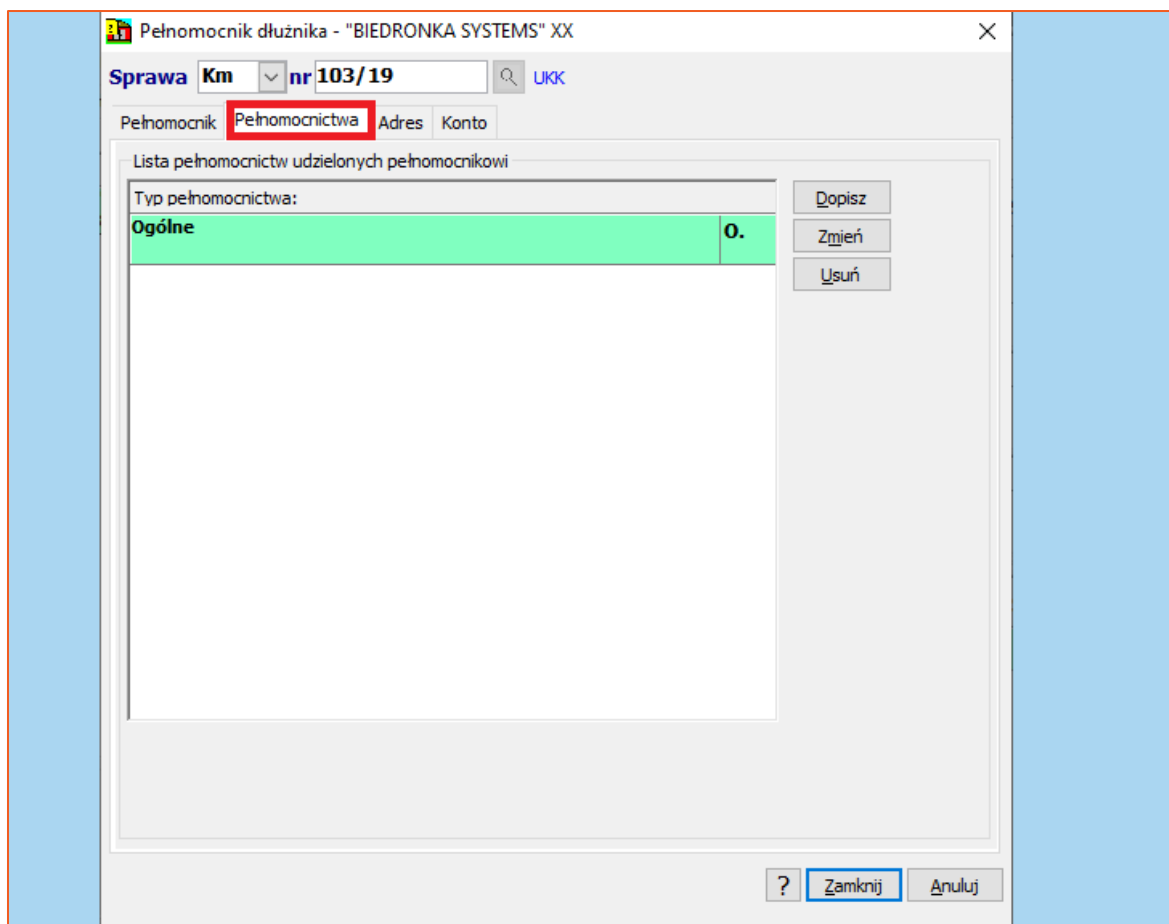 Pełnomocnik dłużnika - "BIEDRONKA SYSTEMS" XX
Sprawa Km nr 103/19 UKK
Pełnomocnik Pełnomocnictwa Adres Konto
Lista pełnomocnictw udzielonych pełnomocnikowi
Typ pełnomocnictwa: Dopisz
Ogólne O. Zmień
Usuń
? Zamknij Anuluj